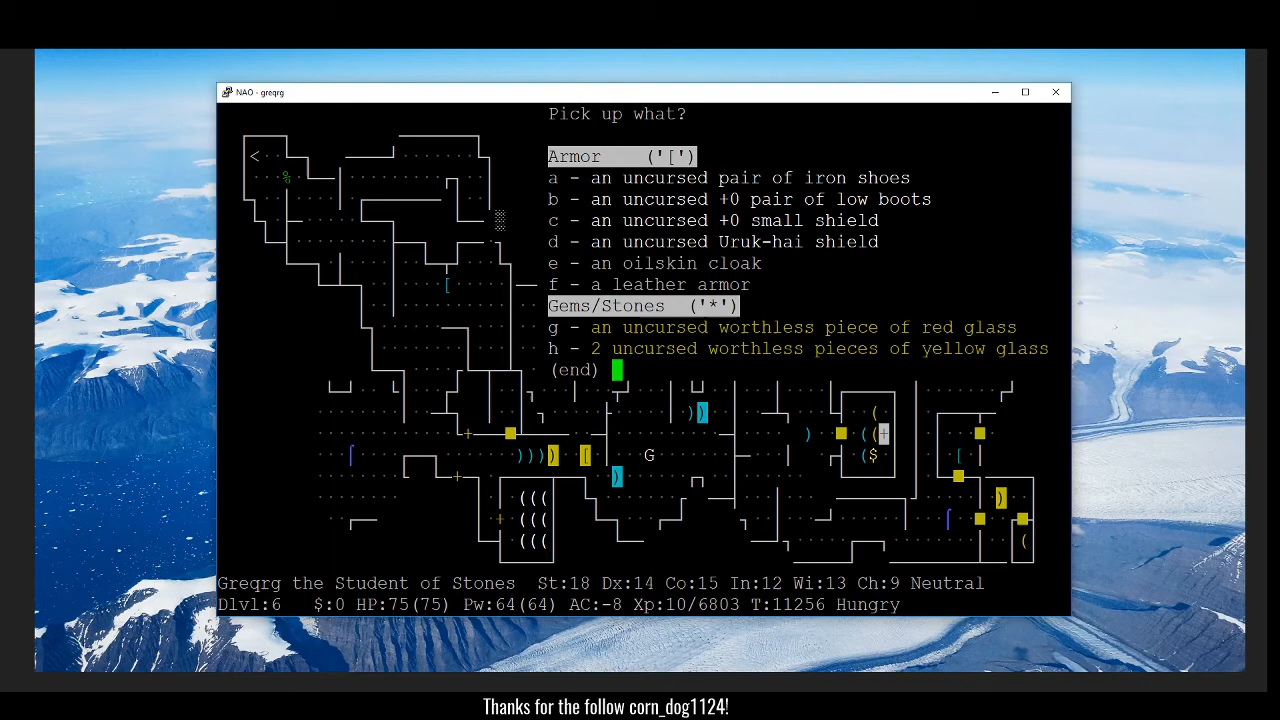 NAO - greqrg
Pick up what?
Armor ('[')
a - an uncursed pair of iron shoes
b - an uncursed +0 pair of low boots
c - an uncursed +0 small shield
d - an uncursed Uruk-hai shield
e - an oilskin cloak
f - a leather armor
Gems/Stones ('*')
g - an uncursed worthless piece of red glass
h - 2 uncursed worthless pieces of yellow glass
(end)
Greqrg the Student of Stones St:18 Dx:14 Co:15 In:12 Wi:13 Ch:9 Neutral
Dlvl:6 $:0 HP:75(75) Pw:64(64) AC:-8 Xp:10/6803 T:11256 Hungry
Thanks for the follow corn_dog1124!